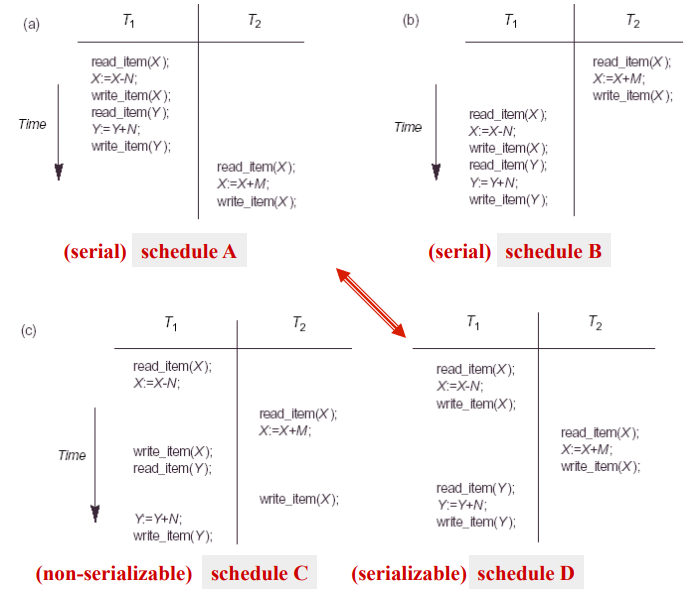 (a)
T1 T2
read_item(X);
X:=X-N;
write_item(X);
read_item(Y);
Time
Y:=Y+N;
write_item(Y);
read_item(X);
X:=X+M;
write_item(X);
(serial) schedule A
(b)
T1 T2
read_item(X);
X:=X+M;
write_item(X);
Time
read_item(X);
X:=X-N;
write_item(X);
read_item(Y);
Y:=Y+N;
write_item(Y);
(serial) schedule B
(c)
T1 T2
read_item(X);
X:=X-N;
read_item(X);
X:=X+M;
Time
write_item(X);
read_item(Y);
write_item(X);
Y:=Y+N;
write_item(Y);
(non-serializable) schedule C
T1 T2
read_item(X);
X:=X-N;
write_item(X);
read_item(X);
X:=X+M;
write_item(X);
read_item(Y);
Y:=Y+N;
write_item(Y);
(serializable) schedule D